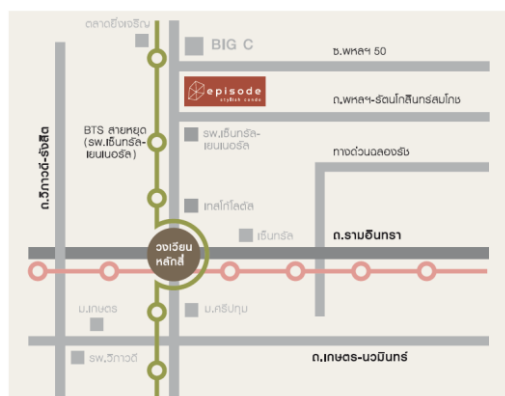 ตลาดยิ่งเจริญ
BIG C
ซ.พหลฯ 50
episode
stylish condo
ถ.พหลฯ-รัตนโกสินทร์สมโภช
ถ.วิภาวดี-รังสิต
BTS สายหยุด
(รพ.เซ็นทรัล-
เยนเนอรัล)
รพ.เซ็นทรัล-
เยนเนอรัล
ทางด่วนฉลองรัช
เทสโก้โลตัส
เซ็นทรัล
ถ.รามอินทรา
วงเวียน
หลักสี่
ม.เกษตร
ม.ศรีปทุม
รพ.วิภาวดี
ถ.เกษตร-นวมินทร์